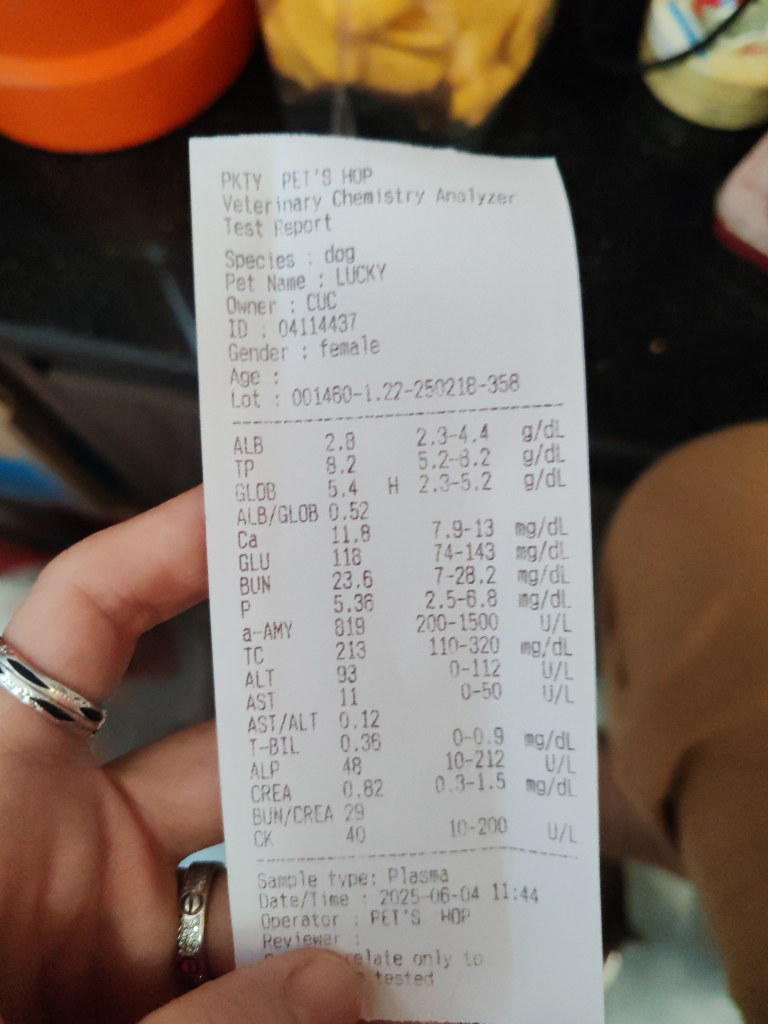 PKTY PET'S HOP
Veterinary Chemistry Analyzer
Test Report
Species : dog
Pet Name : LUCKY
Owner : CUC
ID : 04114437
Gender : female
Age :
Lot : 001460-1.22-250218-358
ALB 2.8 2.3-4.4 g/dL
TP 8.2 5.2-8.2 g/dL
GLOB 5.4 H 2.3-5.2 g/dL
ALB/GLOB 0.52
Ca 11.8 7.9-13 mg/dL
GLU 118 74-143 mg/dL
BUN 23.6 7-28.2 mg/dL
P 5.36 2.5-6.8 mg/dL
a-AMY 819 200-1500 U/L
TC 213 110-320 mg/dL
ALT 93 0-112 U/L
AST 11 0-50 U/L
AST/ALT 0.12
T-BIL 0.36 0-0.9 mg/dL
ALP 48 10-212 U/L
CREA 0.82 0.3-1.5 mg/dL
BUN/CREA 29
CK 40 10-200 U/L
Sample type: Plasma
Date/Time : 2025-06-04 11:44
Operator : PET'S HOP
Reviewer :
only to
tested